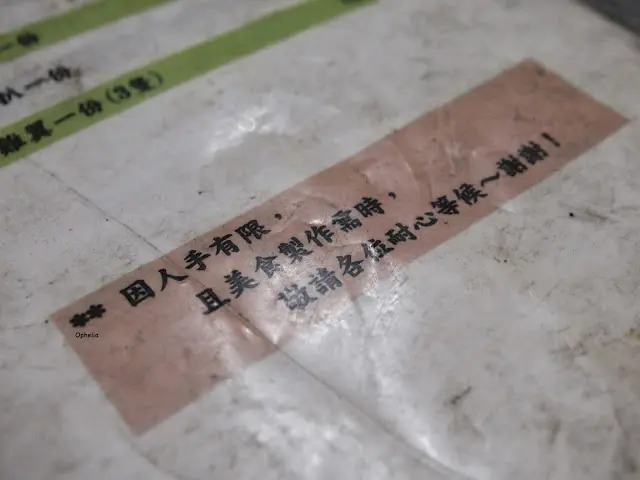 一份
一份
雞翼一份(3隻)
** 因人手有限，
且美食製作需時，
敬請各位耐心等候～謝謝！
Ophelia